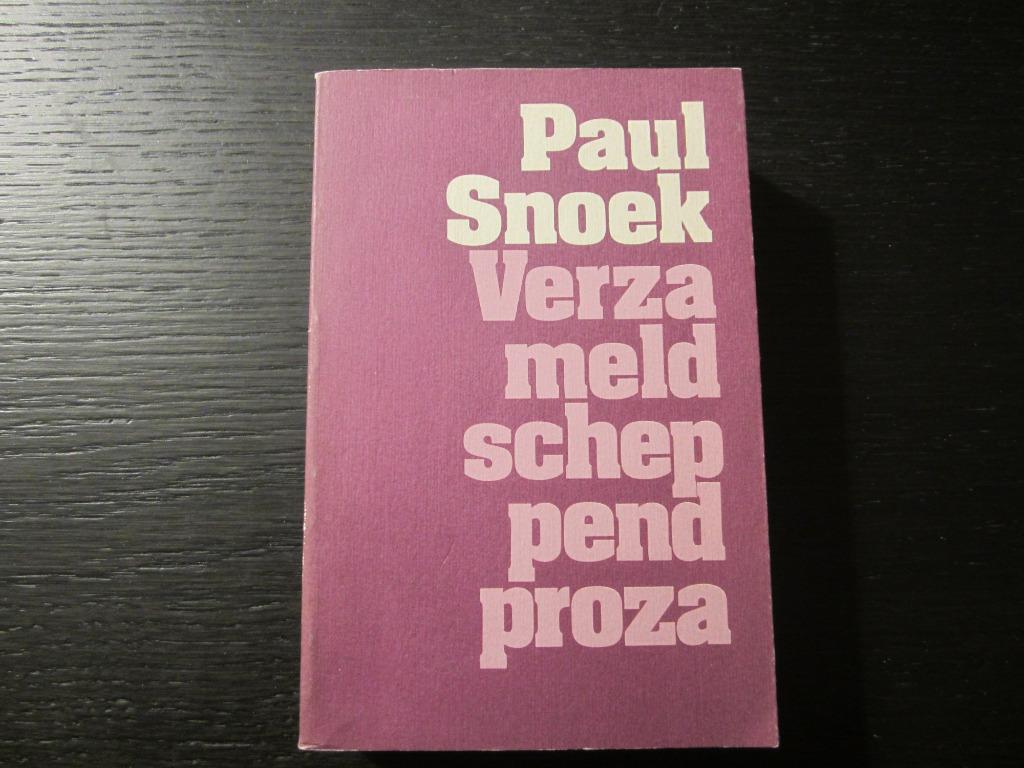 Paul
Snoek
Verza
meld
schep
pend
proza